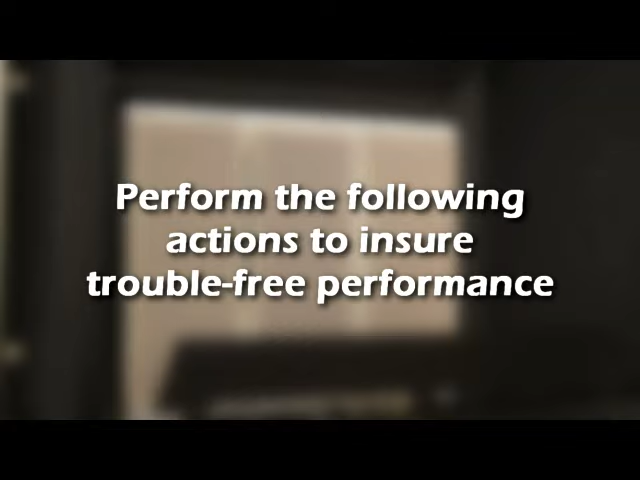 Perform the following
actions to insure
trouble-free performance